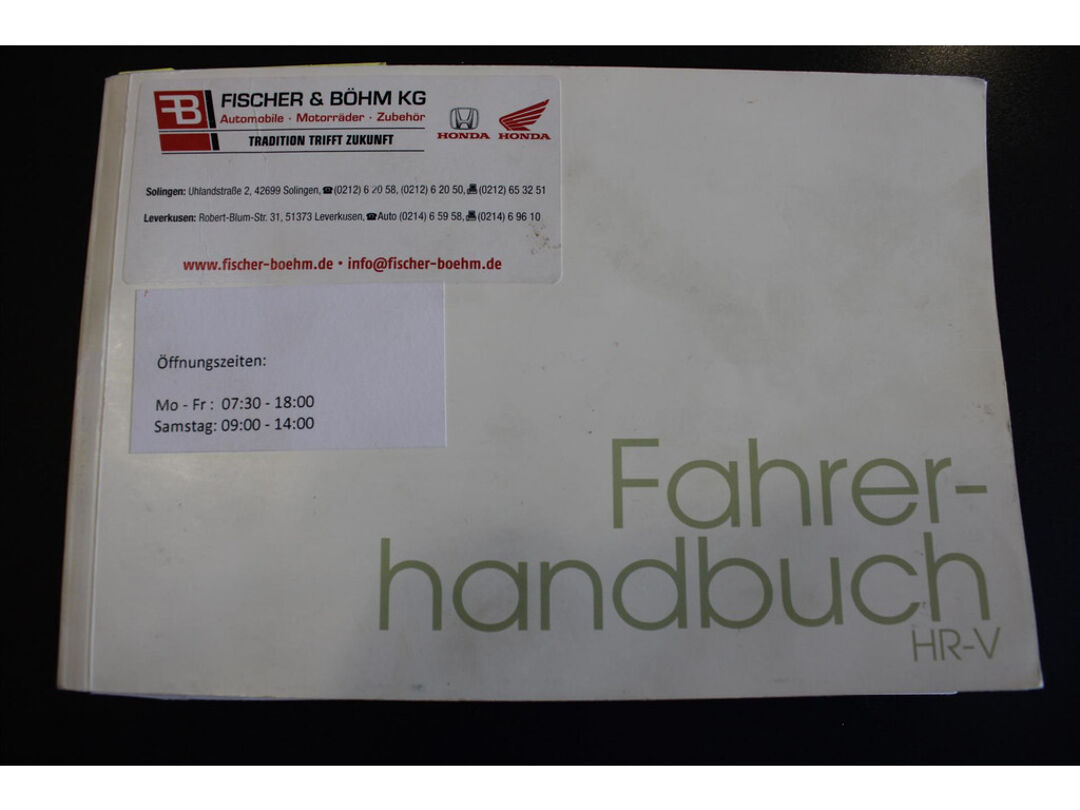 FB FISCHER & BÖHM KG
Automobile · Motorräder · Zubehör
TRADITION TRIFFT ZUKUNFT
HONDA HONDA
Solingen: Uhlandstraße 2, 42699 Solingen, ☎(0212) 6 20 58, (0212) 6 20 50, 📠(0212) 65 32 51
Leverkusen: Robert-Blum-Str. 31, 51373 Leverkusen, ☎Auto (0214) 6 59 58, 📠(0214) 6 96 10
www.fischer-boehm.de • info@fischer-boehm.de
Öffnungszeiten:
Mo - Fr : 07:30 - 18:00
Samstag: 09:00 - 14:00
Fahrer-
handbuch
HR-V